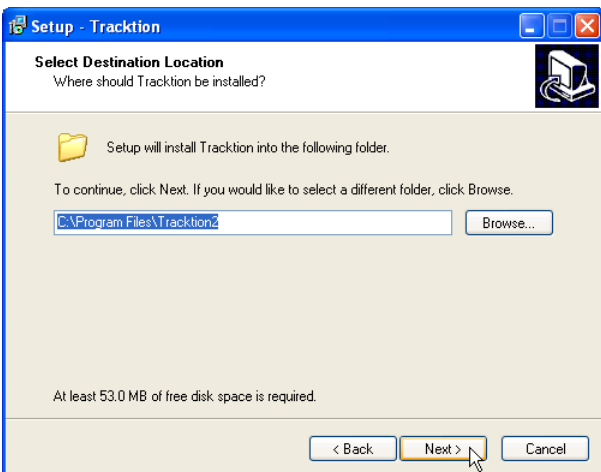 Setup - Tracktion
Select Destination Location
Where should Tracktion be installed?
Setup will install Tracktion into the following folder.
To continue, click Next. If you would like to select a different folder, click Browse.
C:\Program Files\Tracktion2
Browse...
At least 53.0 MB of free disk space is required.
< Back
Next >
Cancel